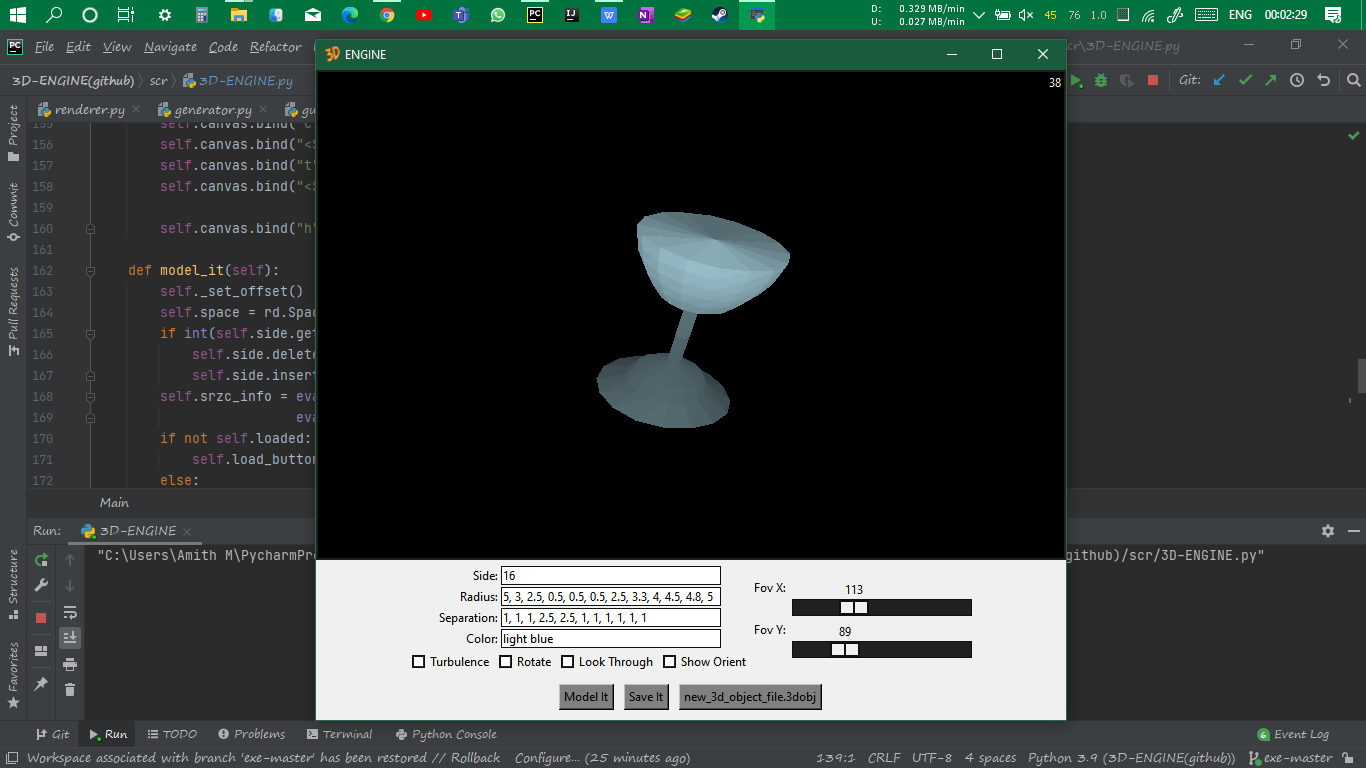 D: 0.329 MB/min
U: 0.027 MB/min
45 76 1.0 ENG 00:02:29
File Edit View Navigate Code Refactor
3D ENGINE
\3D-ENGINE.py
3D-ENGINE(github) scr 3D-ENGINE.py
Git:
38
renderer.py generator.py
155 self.canvas.bind("c
156 self.canvas.bind("<S
157 self.canvas.bind("t"
158 self.canvas.bind("<S
159
160 self.canvas.bind("h"
161
162 def model_it(self):
163 self._set_offset()
164 self.space = rd.Spac
165 if int(self.side.get
166 self.side.delete
167 self.side.insert
168 self.srzc_info = eva
169 eva
170 if not self.loaded:
171 self.load_button
172 else:
Main
Project
Commit
Pull Requests
Structure
Favorites
Run: 3D-ENGINE
"C:\Users\Amith M\PycharmPr
github)/scr/3D-ENGINE.py"
Side: 16
Radius: 5, 3, 2.5, 0.5, 0.5, 0.5, 2.5, 3.3, 4, 4.5, 4.8, 5
Separation: 1, 1, 1, 2.5, 2.5, 1, 1, 1, 1, 1, 1
Color: light blue
Fov X: 113
Fov Y: 89
Turbulence Rotate Look Through Show Orient
Model It Save It new_3d_object_file.3dobj
Git Run TODO Problems Terminal Python Console
6 Event Log
Workspace associated with branch 'exe-master' has been restored // Rollback Configure... (25 minutes ago)
139:1 CRLF UTF-8 4 spaces Python 3.9 (3D-ENGINE(github)) exe-master